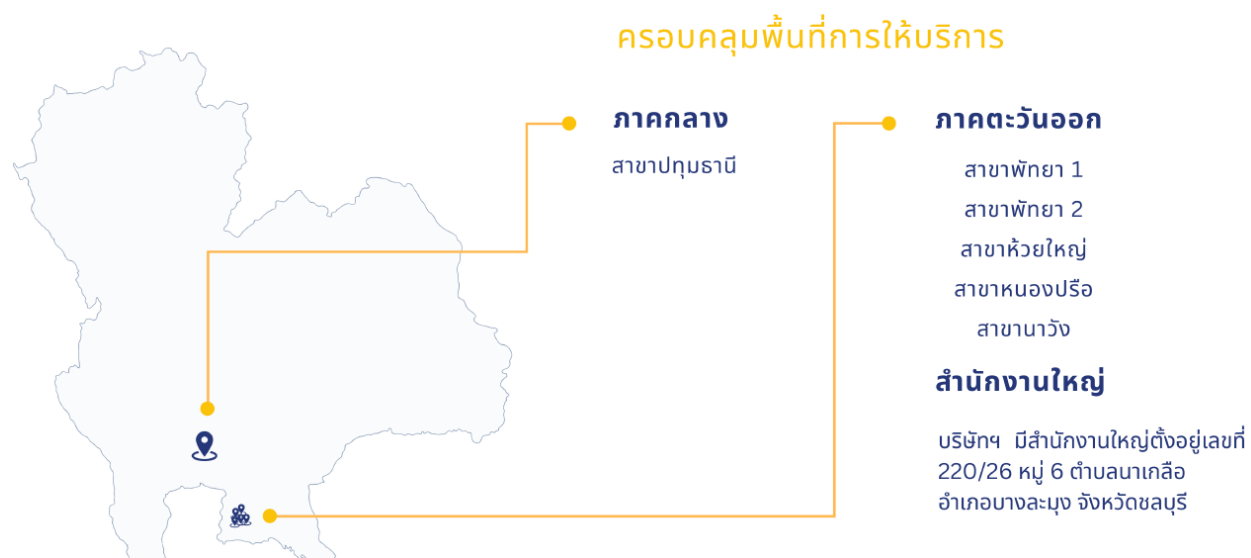 ครอบคลุมพื้นที่การให้บริการ
ภาคกลาง
สาขาปทุมธานี
ภาคตะวันออก
สาขาพัทยา 1
สาขาพัทยา 2
สาขาห้วยใหญ่
สาขาหนองปรือ
สาขานาวัง
สำนักงานใหญ่
บริษัทฯ มีสำนักงานใหญ่ตั้งอยู่เลขที่
220/26 หมู่ 6 ตำบลนาเกลือ
อำเภอบางละมุง จังหวัดชลบุรี